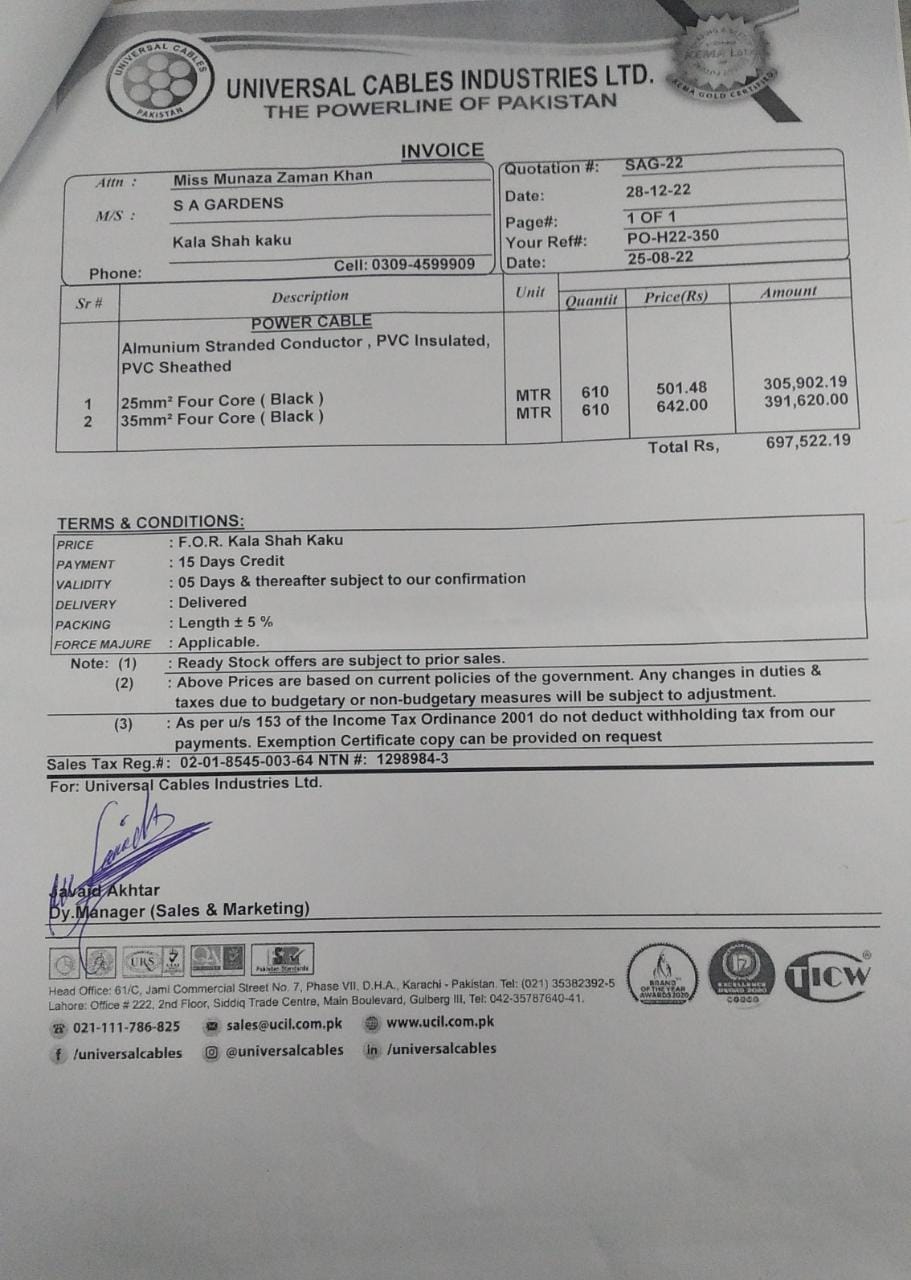 UNIVERSAL CABLES
PAKISTAN
UNIVERSAL CABLES INDUSTRIES LTD.
THE POWERLINE OF PAKISTAN
KEMA Labs
KEMA GOLD CERTIFIED
INVOICE
Attn : Miss Munaza Zaman Khan
M/S : S A GARDENS
Kala Shah kaku
Phone: Cell: 0309-4599909
Quotation #: SAG-22
Date: 28-12-22
Page#: 1 OF 1
Your Ref#: PO-H22-350
Date: 25-08-22
Sr # Description Unit Quantit Price(Rs) Amount
POWER CABLE
Almunium Stranded Conductor , PVC Insulated,
PVC Sheathed
1 25mm² Four Core ( Black ) MTR 610 501.48 305,902.19
2 35mm² Four Core ( Black ) MTR 610 642.00 391,620.00
Total Rs, 697,522.19
TERMS & CONDITIONS:
PRICE : F.O.R. Kala Shah Kaku
PAYMENT : 15 Days Credit
VALIDITY : 05 Days & thereafter subject to our confirmation
DELIVERY : Delivered
PACKING : Length ± 5 %
FORCE MAJURE : Applicable.
Note: (1) : Ready Stock offers are subject to prior sales.
(2) : Above Prices are based on current policies of the government. Any changes in duties &
taxes due to budgetary or non-budgetary measures will be subject to adjustment.
(3) : As per u/s 153 of the Income Tax Ordinance 2001 do not deduct withholding tax from our
payments. Exemption Certificate copy can be provided on request
Sales Tax Reg.#: 02-01-8545-003-64 NTN #: 1298984-3
For: Universal Cables Industries Ltd.
Javaid Akhtar
Dy.Manager (Sales & Marketing)
URS
Pakistan Standards
BRAND
OF THE YEAR
AWARDS 2020
TICW
Head Office: 61/C, Jami Commercial Street No. 7, Phase VII, D.H.A., Karachi - Pakistan. Tel: (021) 35382392-5
Lahore: Office # 222, 2nd Floor, Siddiq Trade Centre, Main Boulevard, Gulberg III, Tel: 042-35787640-41.
021-111-786-825 sales@ucil.com.pk www.ucil.com.pk
/universalcables @universalcables in /universalcables